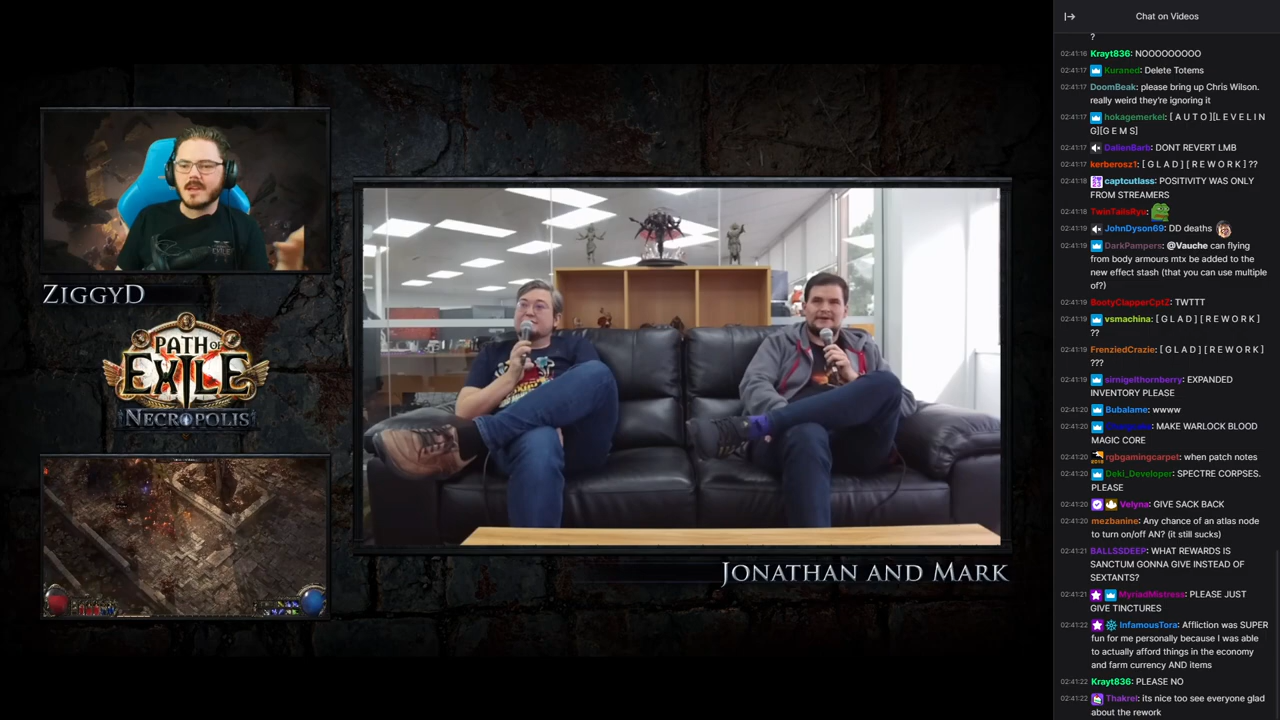 Chat on Videos
?
02:41:16 Krayt836: NOOOOOOOOO
02:41:17 Kuraned: Delete Totems
02:41:17 DoomBeak: please bring up Chris Wilson.
really weird they're ignoring it
02:41:17 hokagemerkel: [ A U T O ][L E V E L I N
G][G E M S]
02:41:17 DalienBarb: DONT REVERT LMB
02:41:17 kerberosz1: [ G L A D ] [ R E W O R K ] ??
02:41:18 captcutlass: POSITIVITY WAS ONLY
FROM STREAMERS
02:41:18 TwinTailsRyu:
02:41:19 JohnDyson69: DD deaths
02:41:19 DarkPampers: @Vauche can flying
from body armours mtx be added to the
new effect stash (that you can use multiple
of?)
02:41:19 BootyClapperCptZ: TWTTT
02:41:19 vsmachina: [ G L A D ] [ R E W O R K ]
??
02:41:19 FrenziedCrazie: [ G L A D ] [ R E W O R K ]
???
02:41:19 simigelthornberry: EXPANDED
INVENTORY PLEASE
02:41:20 Bubalame: wwww
02:41:20 MAKE WARLOCK BLOOD
MAGIC CORE
02:41:20 rgbgamingcarpet: when patch notes
02:41:20 Deki_Developer: SPECTRE CORPSES.
PLEASE
02:41:20 Velyna: GIVE SACK BACK
02:41:20 mezbanine: Any chance of an atlas node
to turn on/off AN? (it still sucks)
02:41:21 BALLSSDEEP: WHAT REWARDS IS
SANCTUM GONNA GIVE INSTEAD OF
SEXTANTS?
02:41:21 MyriadMistress: PLEASE JUST
GIVE TINCTURES
02:41:22 InfamousTora: Affliction was SUPER
fun for me personally because I was able
to actually afford things in the economy
and farm currency AND items
02:41:22 Krayt836: PLEASE NO
02:41:22 Thakrel: its nice too see everyone glad
about the rework
ZiggyD
PATH OF
EXILE
NECROPOLIS
Jonathan and Mark